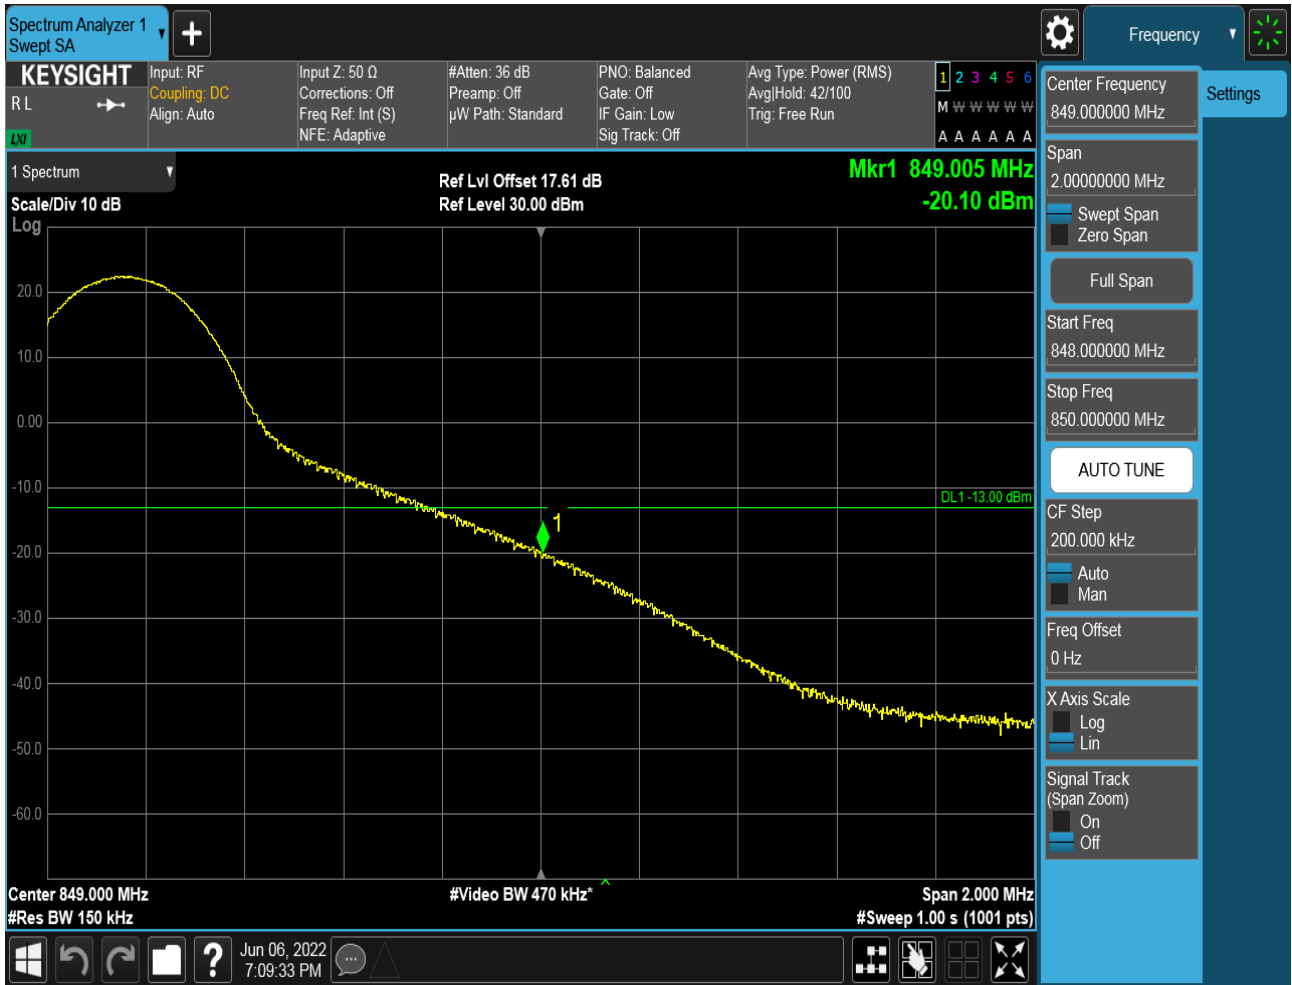 Spectrum Analyzer 1
Swept SA
Frequency
KEYSIGHT
R L
LXI
Input: RF
Coupling: DC
Align: Auto
Input Z: 50 Ω
Corrections: Off
Freq Ref: Int (S)
NFE: Adaptive
#Atten: 36 dB
Preamp: Off
µW Path: Standard
PNO: Balanced
Gate: Off
IF Gain: Low
Sig Track: Off
Avg Type: Power (RMS)
Avg|Hold: 42/100
Trig: Free Run
1 2 3 4 5 6
M W W W W W
A A A A A A
1 Spectrum
Scale/Div 10 dB
Log
Ref Lvl Offset 17.61 dB
Ref Level 30.00 dBm
Mkr1 849.005 MHz
-20.10 dBm
20.0
10.0
0.00
-10.0
-20.0
-30.0
-40.0
-50.0
-60.0
DL1 -13.00 dBm
1
Center 849.000 MHz
#Res BW 150 kHz
#Video BW 470 kHz*
Span 2.000 MHz
#Sweep 1.00 s (1001 pts)
Center Frequency
849.000000 MHz
Settings
Span
2.00000000 MHz
Swept Span
Zero Span
Full Span
Start Freq
848.000000 MHz
Stop Freq
850.000000 MHz
AUTO TUNE
CF Step
200.000 kHz
Auto
Man
Freq Offset
0 Hz
X Axis Scale
Log
Lin
Signal Track
(Span Zoom)
On
Off
?
Jun 06, 2022
7:09:33 PM